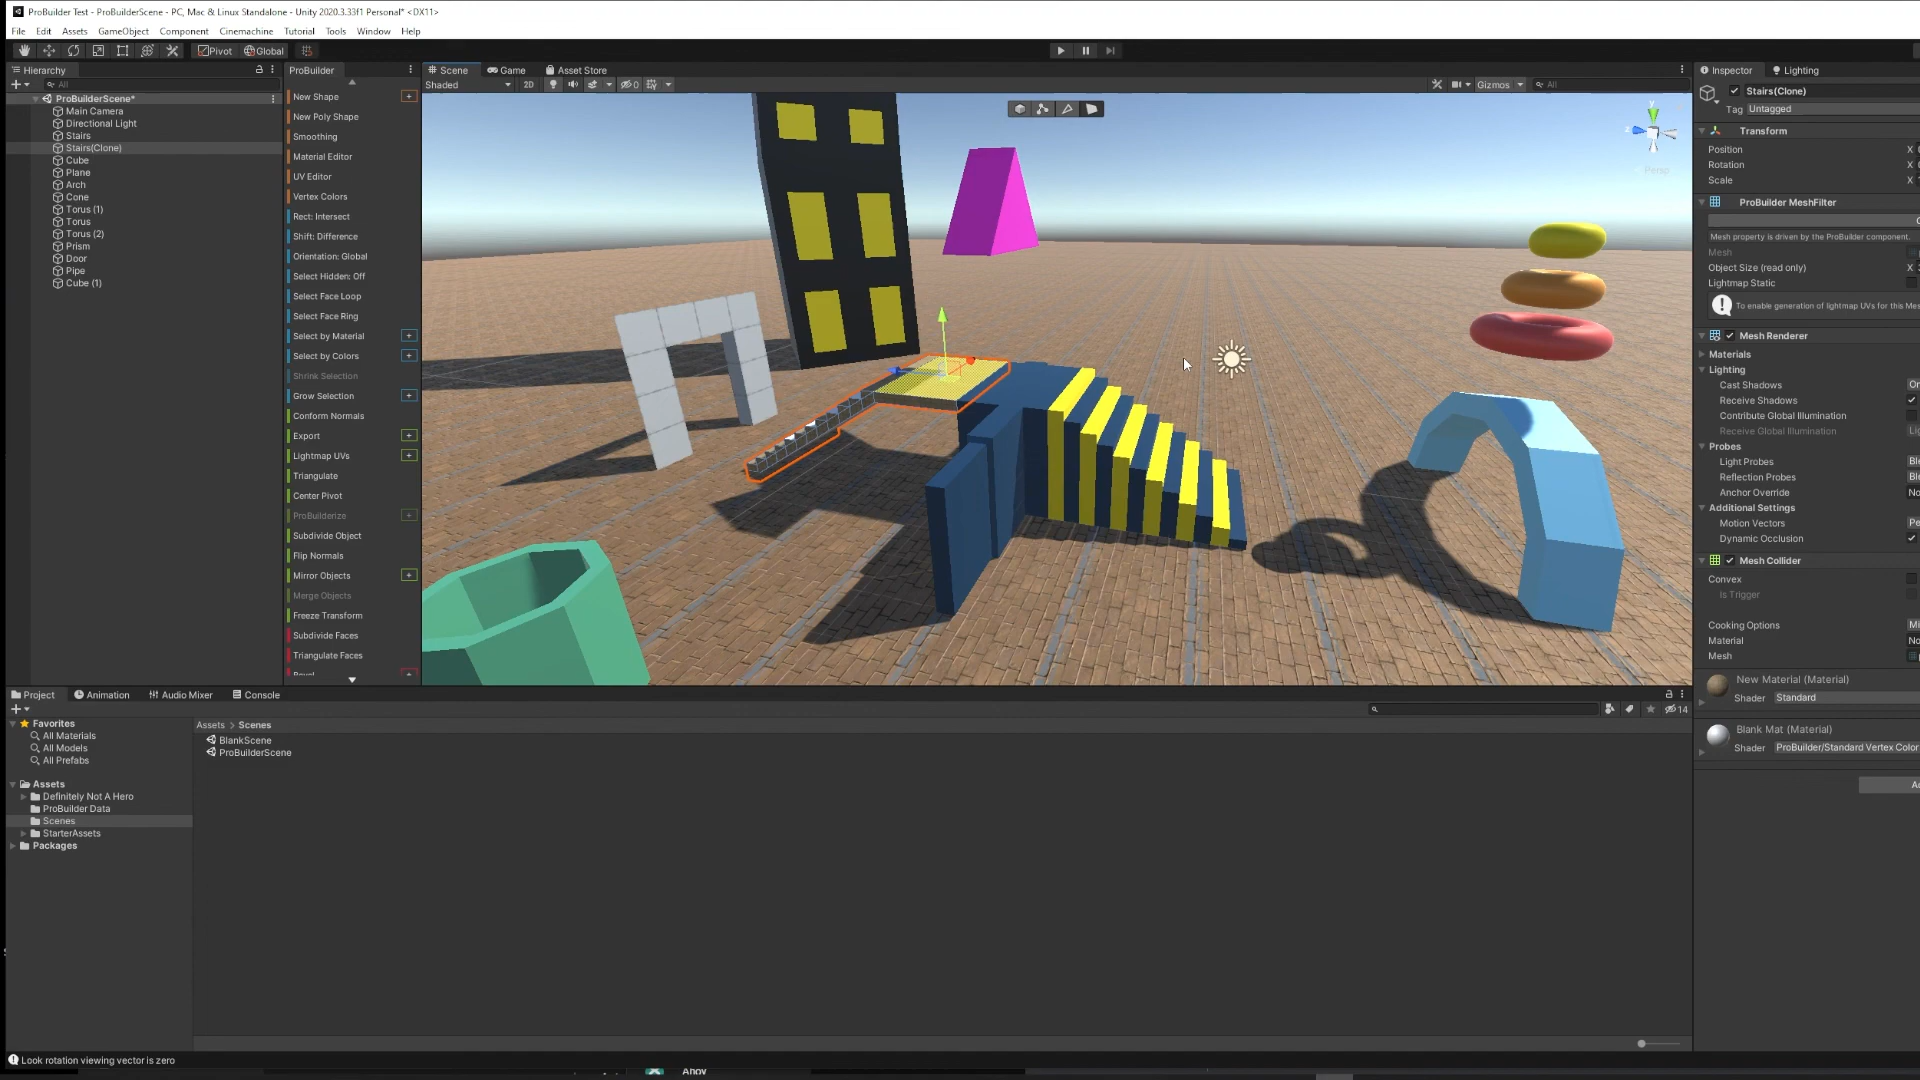 ProBuilder Test - ProBuilderScene - PC, Mac & Linux Standalone - Unity 2020.3.33f1 Personal* <DX11>
File Edit Assets GameObject Component Cinemachine Tutorial Tools Window Help
Pivot Global
Hierarchy
All
ProBuilderScene*
Main Camera
Directional Light
Stairs
Stairs(Clone)
Cube
Plane
Arch
Cone
Torus (1)
Torus
Torus (2)
Prism
Door
Pipe
Cube (1)
ProBuilder
New Shape
New Poly Shape
Smoothing
Material Editor
UV Editor
Vertex Colors
Rect: Intersect
Shift: Difference
Orientation: Global
Select Hidden: Off
Select Face Loop
Select Face Ring
Select by Material
Select by Colors
Shrink Selection
Grow Selection
Conform Normals
Export
Lightmap UVs
Triangulate
Center Pivot
ProBuilderize
Subdivide Object
Flip Normals
Mirror Objects
Merge Objects
Freeze Transform
Subdivide Faces
Triangulate Faces
Bevel
Scene Game Asset Store
Shaded 2D 0 Gizmos All
y
z
Persp
Inspector Lighting
Stairs(Clone)
Tag Untagged
Transform
Position X
Rotation X
Scale X
ProBuilder MeshFilter
Mesh property is driven by the ProBuilder component.
Mesh
Object Size (read only) X
Lightmap Static
To enable generation of lightmap UVs for this Mes
Mesh Renderer
Materials
Lighting
Cast Shadows On
Receive Shadows
Contribute Global Illumination
Receive Global Illumination Lig
Probes
Light Probes Ble
Reflection Probes Ble
Anchor Override No
Additional Settings
Motion Vectors Pe
Dynamic Occlusion
Mesh Collider
Convex
Is Trigger
Cooking Options Mi
Material No
Mesh
New Material (Material)
Shader Standard
Blank Mat (Material)
Shader ProBuilder/Standard Vertex Color
Project Animation Audio Mixer Console
14
Favorites
All Materials
All Models
All Prefabs
Assets
Definitely Not A Hero
ProBuilder Data
Scenes
StarterAssets
Packages
Assets > Scenes
BlankScene
ProBuilderScene
Look rotation viewing vector is zero
Ahoy